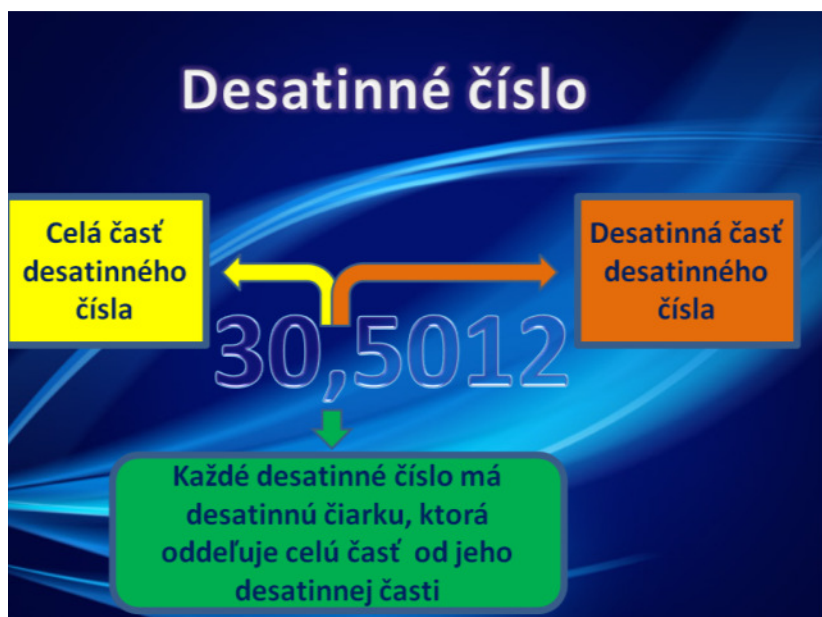 Desatinné číslo
Celá časť
desatinného
čísla
Desatinná časť
desatinného
čísla
30,5012
Každé desatinné číslo má
desatinnú čiarku, ktorá
oddeľuje celú časť od jeho
desatinnej časti